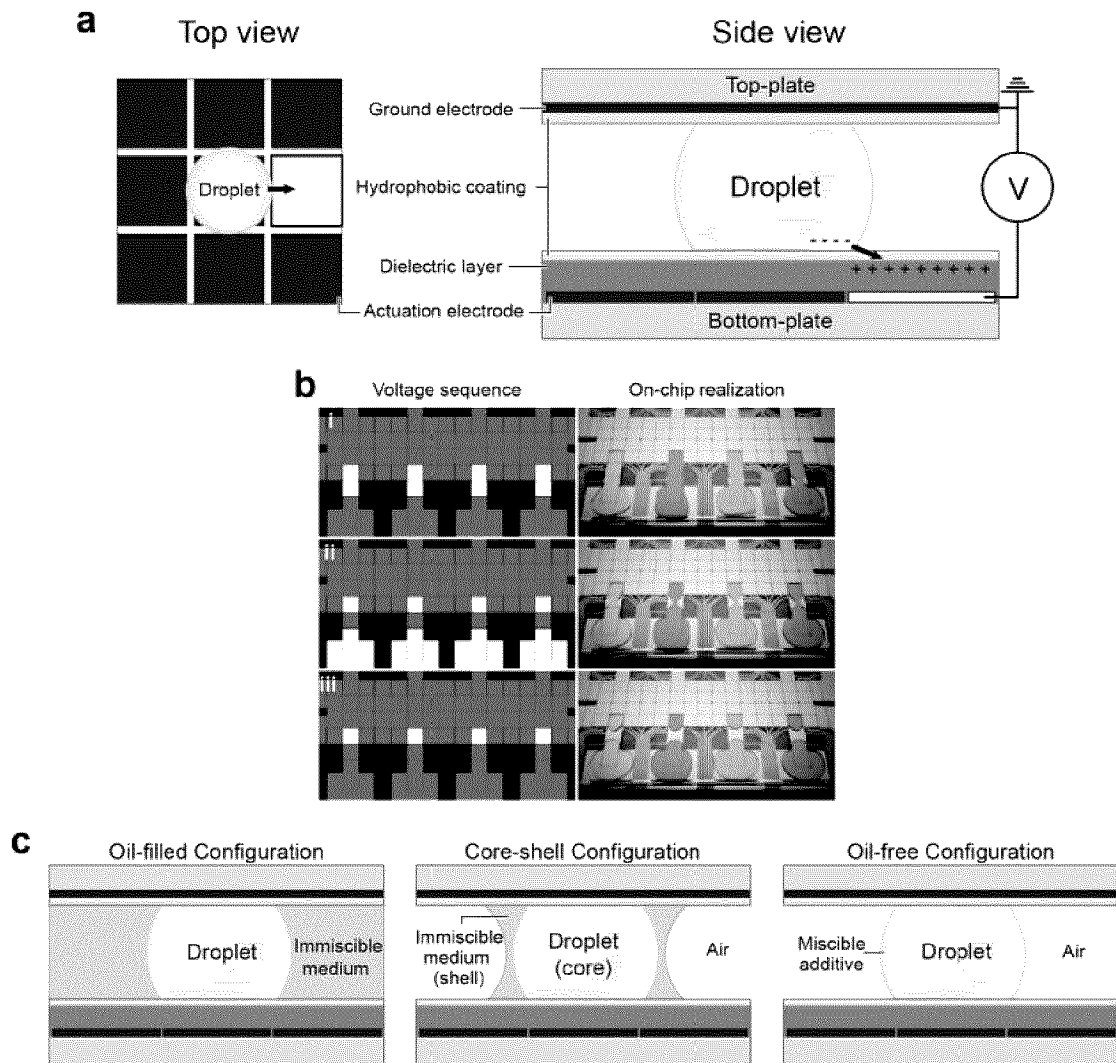 a
Top view
Side view
Top-plate
Ground electrode
Droplet
Hydrophobic coating
Droplet
V
- - - - -
Dielectric layer
+ + + + + + + + +
Actuation electrode
Bottom-plate
b
Voltage sequence
On-chip realization
i
ii
iii
c
Oil-filled Configuration
Core-shell Configuration
Oil-free Configuration
Droplet
Immiscible
medium
Immiscible
medium
(shell)
Droplet
(core)
Air
Miscible
additive
Droplet
Air